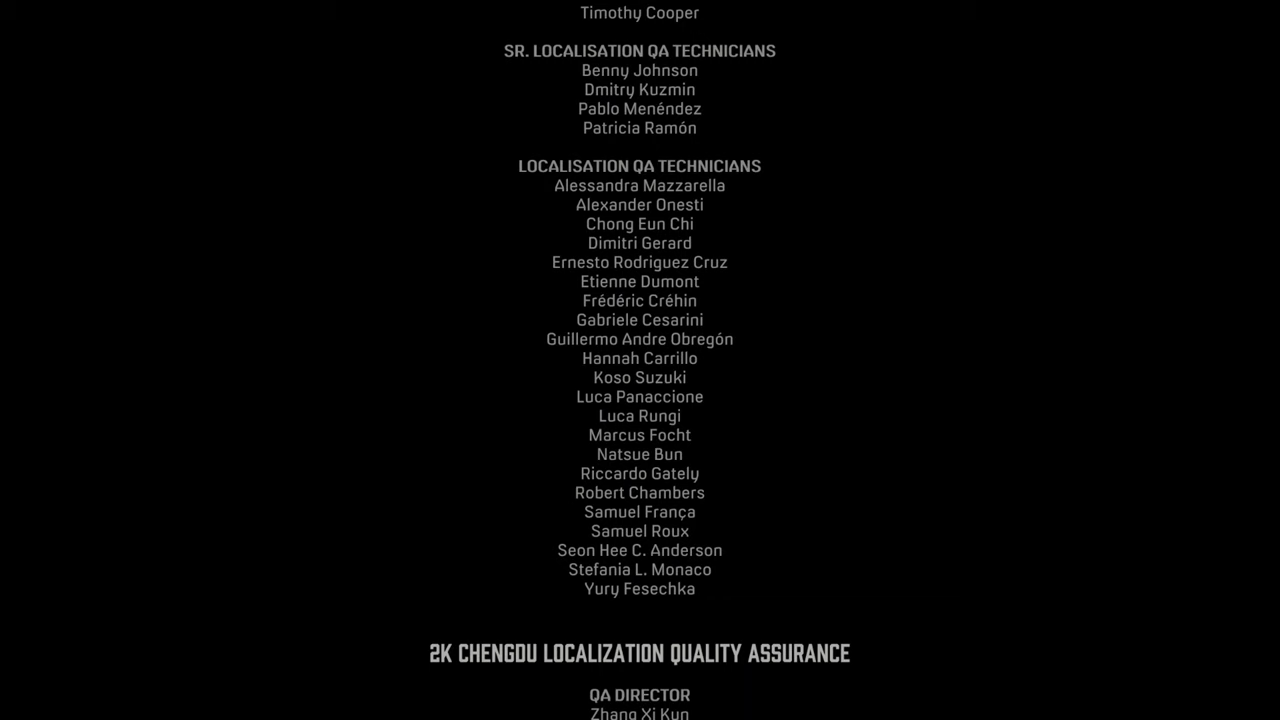 Timothy Cooper
SR. LOCALISATION QA TECHNICIANS
Benny Johnson
Dmitry Kuzmin
Pablo Menéndez
Patricia Ramón
LOCALISATION QA TECHNICIANS
Alessandra Mazzarella
Alexander Onesti
Chong Eun Chi
Dimitri Gerard
Ernesto Rodriguez Cruz
Etienne Dumont
Frédéric Créhin
Gabriele Cesarini
Guillermo Andre Obregón
Hannah Carrillo
Koso Suzuki
Luca Panaccione
Luca Rungi
Marcus Focht
Natsue Bun
Riccardo Gately
Robert Chambers
Samuel França
Samuel Roux
Seon Hee C. Anderson
Stefania L. Monaco
Yury Fesechka
2K CHENGDU LOCALIZATION QUALITY ASSURANCE
QA DIRECTOR
Zhang Xi Kun